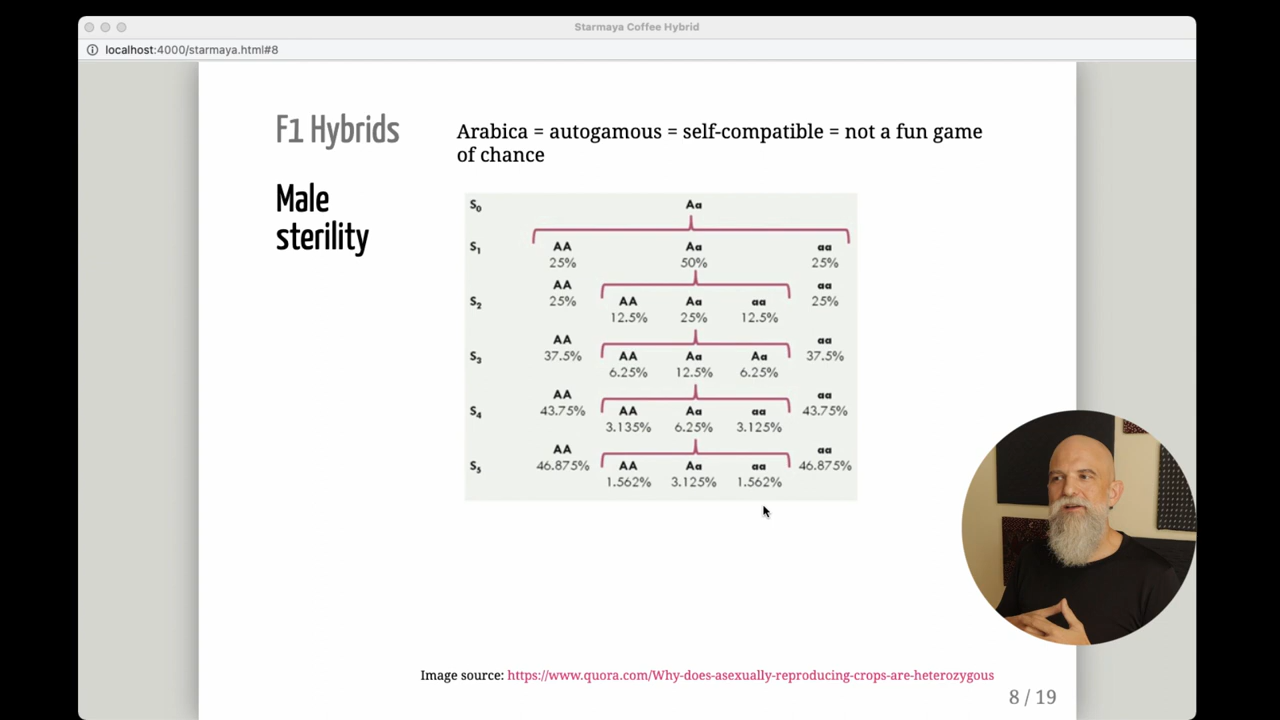 Starmaya Coffee Hybrid
localhost:4000/starmaya.html#8
F1 Hybrids
Male
sterility
Arabica = autogamous = self-compatible = not a fun game
of chance
S₀ Aa
S₁ AA Aa aa
25% 50% 25%
AA aa
S₂ 25% AA Aa aa 25%
12.5% 25% 12.5%
AA aa
S₃ 37.5% AA Aa Aa 37.5%
6.25% 12.5% 6.25%
AA aa
S₄ 43.75% AA Aa aa 43.75%
3.135% 6.25% 3.125%
AA aa
S₅ 46.875% AA Aa aa 46.875%
1.562% 3.125% 1.562%
Image source: https://www.quora.com/Why-does-asexually-reproducing-crops-are-heterozygous
8 / 19